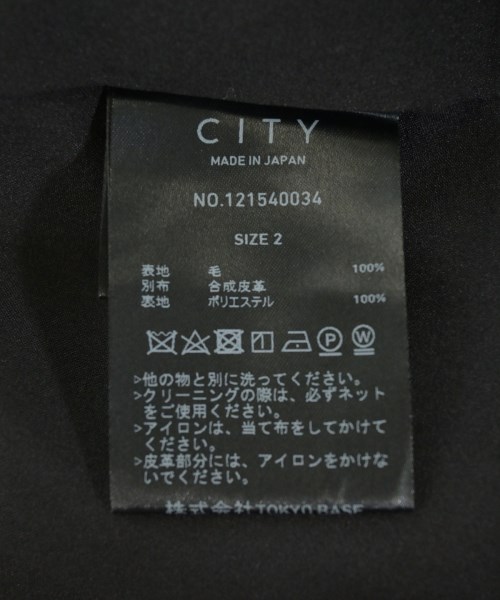 CITY
MADE IN JAPAN
NO.121540034
SIZE 2
表地 毛 100%
別布 合成皮革
裏地 ポリエステル 100%
P W
>他の物と別に洗ってください。
>クリーニングの際は、必ずネット
をご使用ください。
>アイロンは、当て布をしてかけて
ください。
>皮革部分には、アイロンをかけな
いでください。
株式会社TOKYO BASE